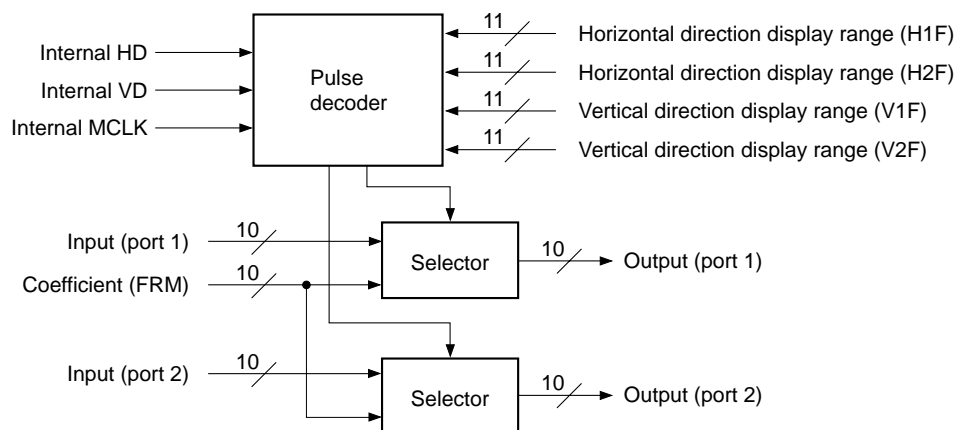 Internal HD
Internal VD
Internal MCLK
Pulse
decoder
11 Horizontal direction display range (H1F)
11 Horizontal direction display range (H2F)
11 Vertical direction display range (V1F)
11 Vertical direction display range (V2F)
Input (port 1) 10
Coefficient (FRM) 10
Selector
10 Output (port 1)
Input (port 2) 10
Selector
10 Output (port 2)